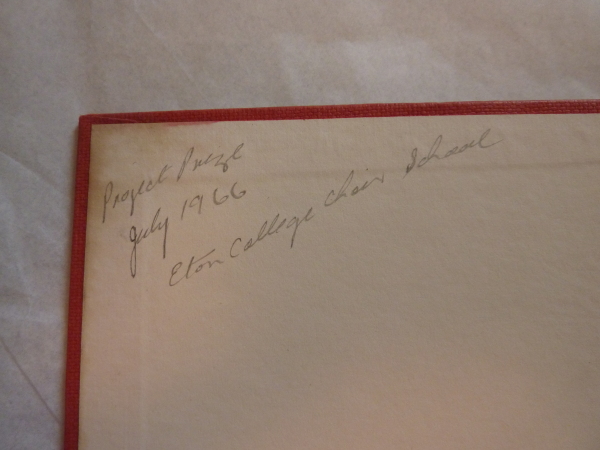 Project Prize
July 1966
Eton College Choir School